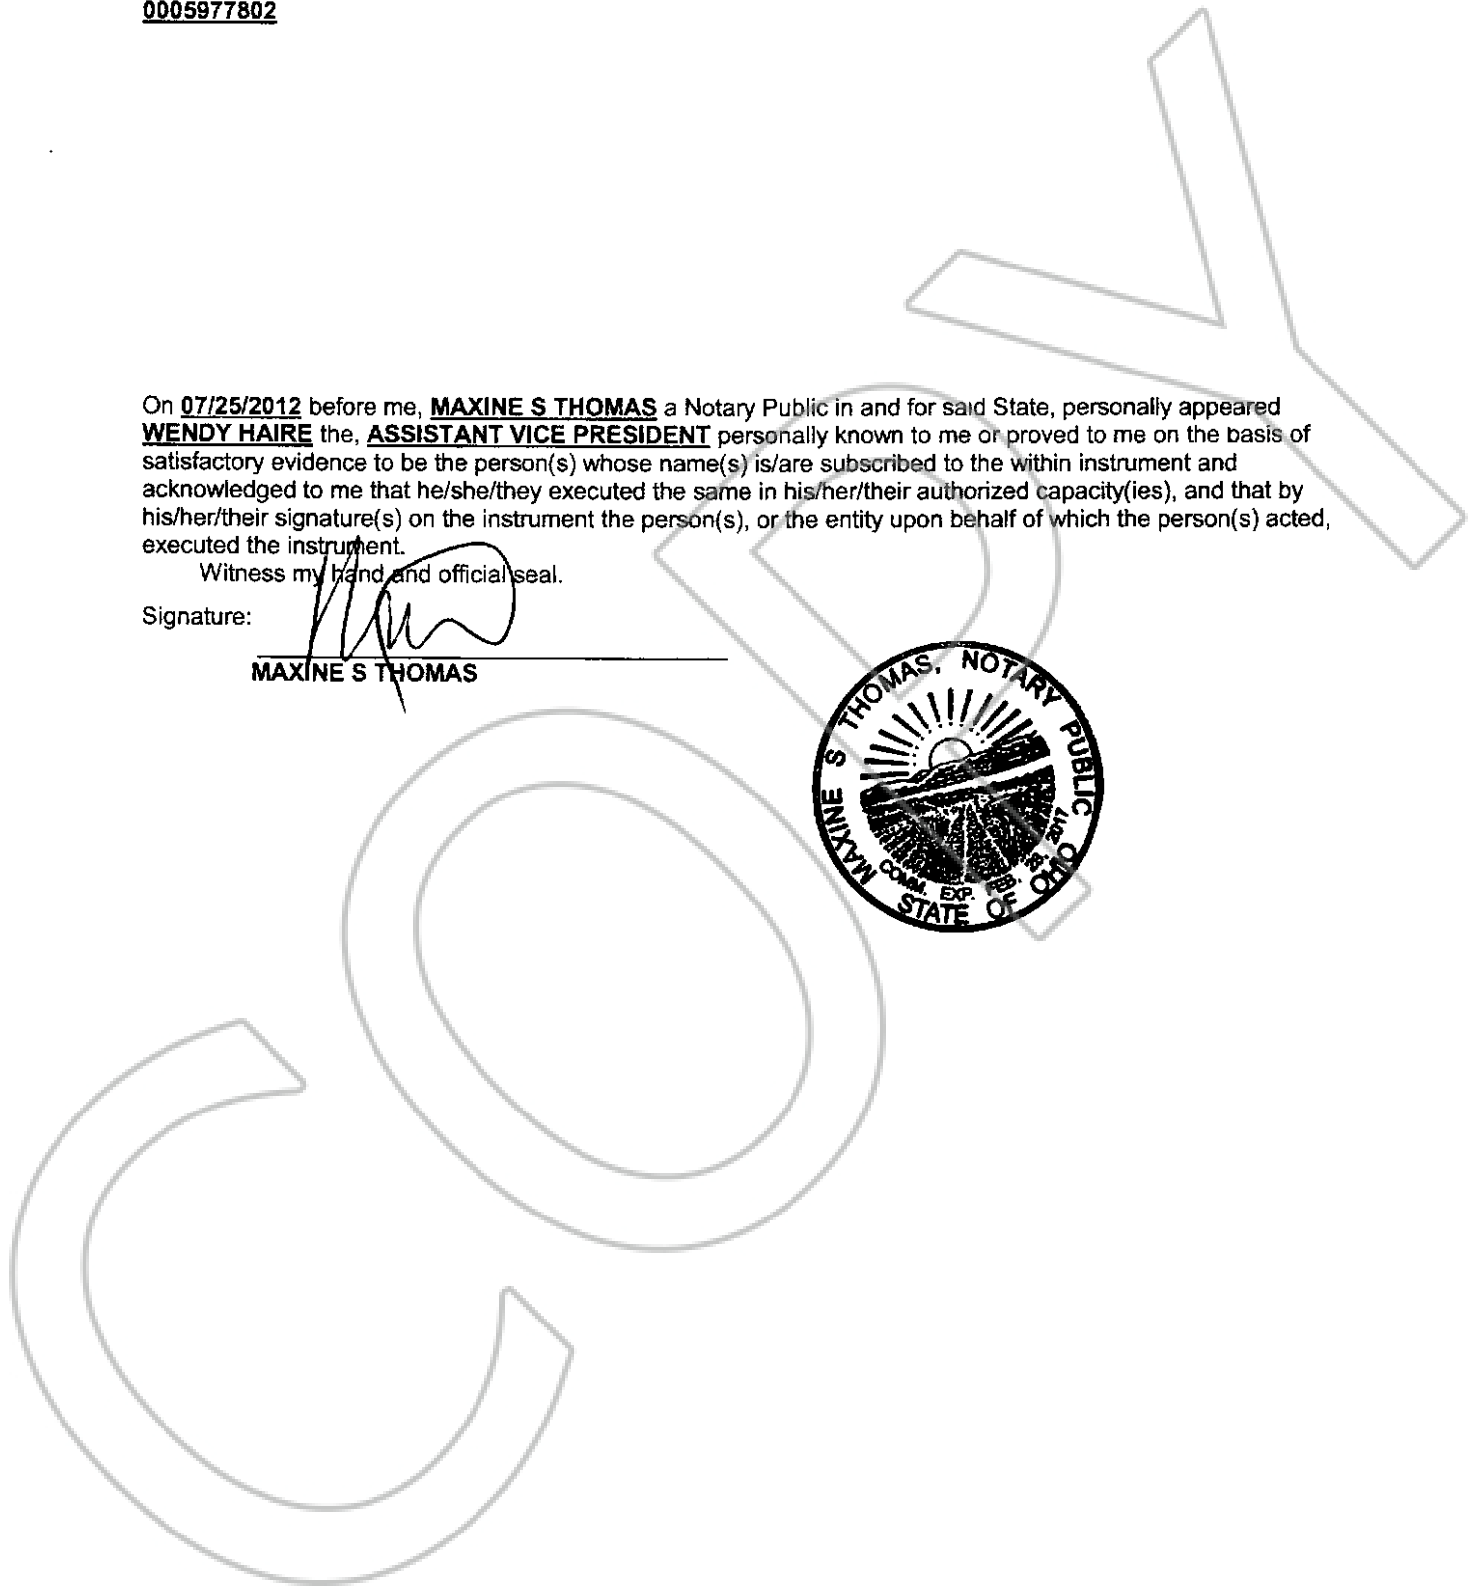 0005977802
On 07/25/2012 before me, MAXINE S THOMAS a Notary Public in and for said State, personally appeared
WENDY HAIRE the, ASSISTANT VICE PRESIDENT personally known to me or proved to me on the basis of
satisfactory evidence to be the person(s) whose name(s) is/are subscribed to the within instrument and
acknowledged to me that he/she/they executed the same in his/her/their authorized capacity(ies), and that by
his/her/their signature(s) on the instrument the person(s), or the entity upon behalf of which the person(s) acted,
executed the instrument.
Witness my hand and official seal.
Signature:
MAXINE S THOMAS
MAXINE S THOMAS, NOTARY PUBLIC
COMM. EXP. FEB. 2017
STATE OF OHIO
COPY